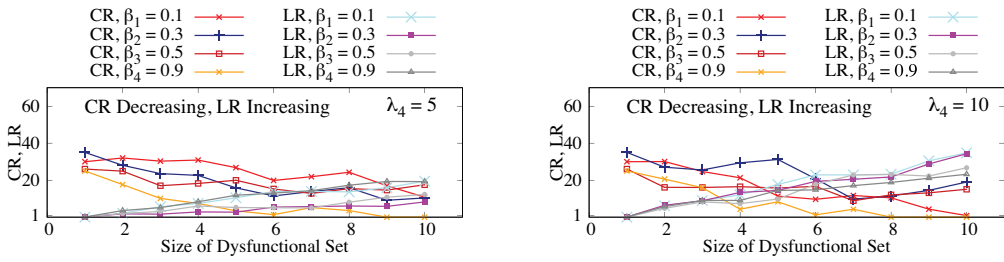 CR, β1 = 0.1 LR, β1 = 0.1
CR, β2 = 0.3 LR, β2 = 0.3
CR, β3 = 0.5 LR, β3 = 0.5
CR, β4 = 0.9 LR, β4 = 0.9
CR Decreasing, LR Increasing λ4 = 5
CR, LR
60
40
20
1
0 2 4 6 8 10
Size of Dysfunctional Set
CR, β1 = 0.1 LR, β1 = 0.1
CR, β2 = 0.3 LR, β2 = 0.3
CR, β3 = 0.5 LR, β3 = 0.5
CR, β4 = 0.9 LR, β4 = 0.9
CR Decreasing, LR Increasing λ4 = 10
CR, LR
60
40
20
1
0 2 4 6 8 10
Size of Dysfunctional Set